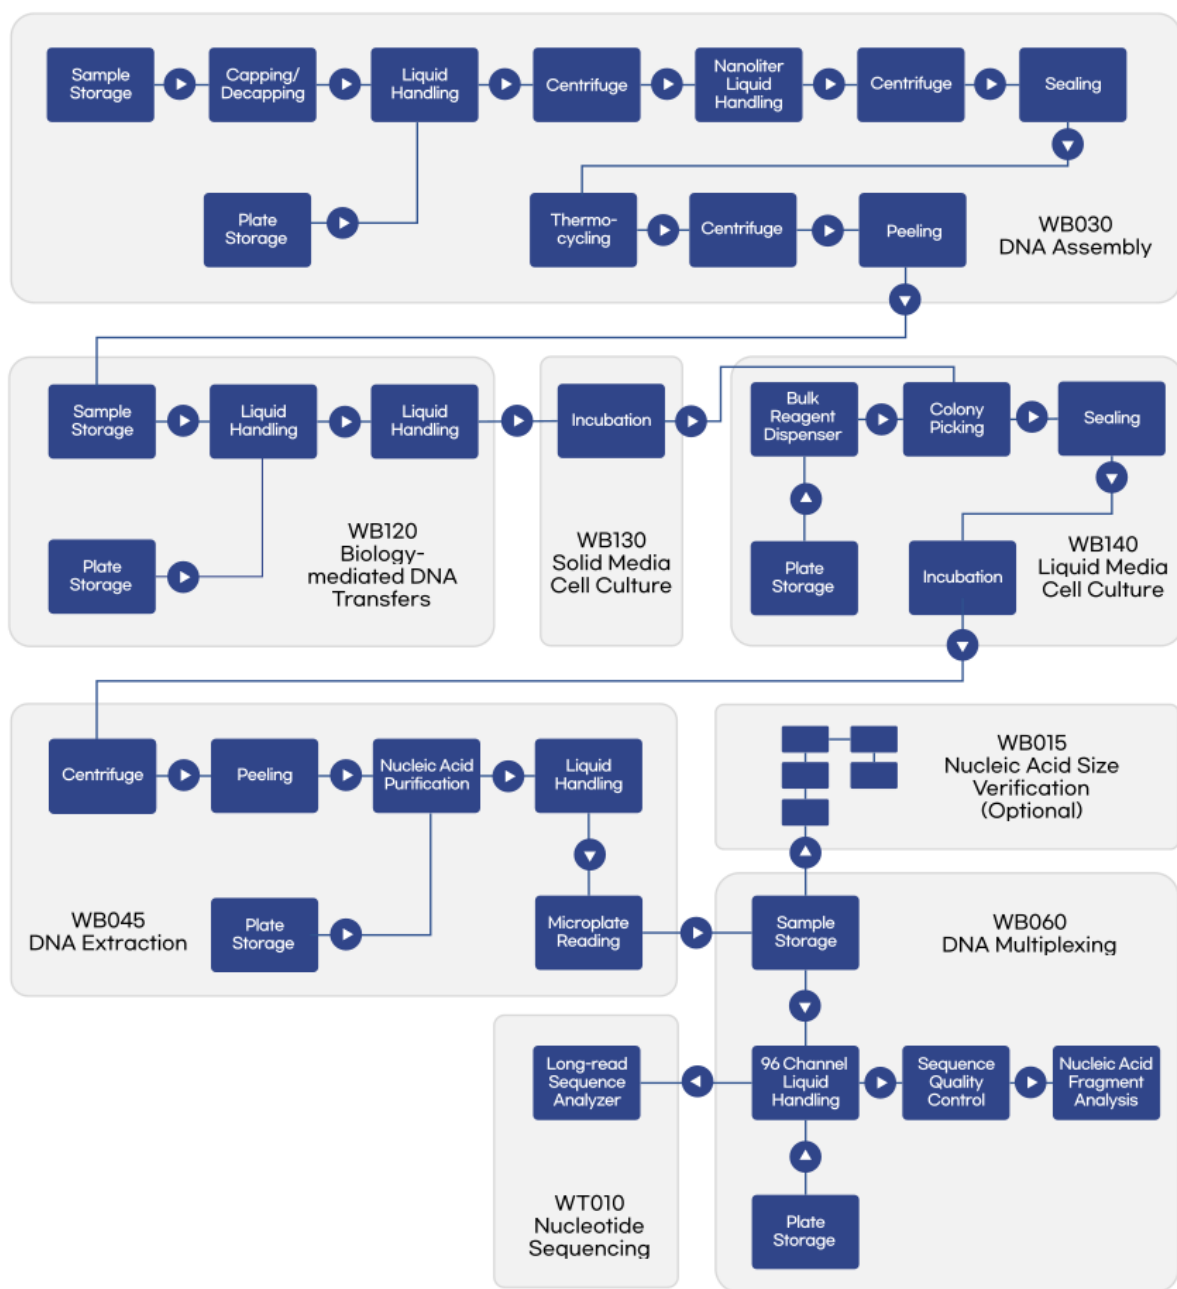 Sample
Storage
Capping/
Decapping
Liquid
Handling
Centrifuge
Nanoliter
Liquid
Handling
Centrifuge
Sealing
Plate
Storage
Thermo-
cycling
Centrifuge
Peeling
WB030
DNA Assembly
Sample
Storage
Liquid
Handling
Liquid
Handling
Plate
Storage
WB120
Biology-
mediated DNA
Transfers
Incubation
WB130
Solid Media
Cell Culture
Bulk
Reagent
Dispenser
Colony
Picking
Sealing
Plate
Storage
Incubation
WB140
Liquid Media
Cell Culture
Centrifuge
Peeling
Nucleic Acid
Purification
Liquid
Handling
WB045
DNA Extraction
Plate
Storage
Microplate
Reading
WB015
Nucleic Acid Size
Verification
(Optional)
Sample
Storage
WB060
DNA Multiplexing
Long-read
Sequence
Analyzer
96 Channel
Liquid
Handling
Sequence
Quality
Control
Nucleic Acid
Fragment
Analysis
WT010
Nucleotide
Sequencing
Plate
Storage